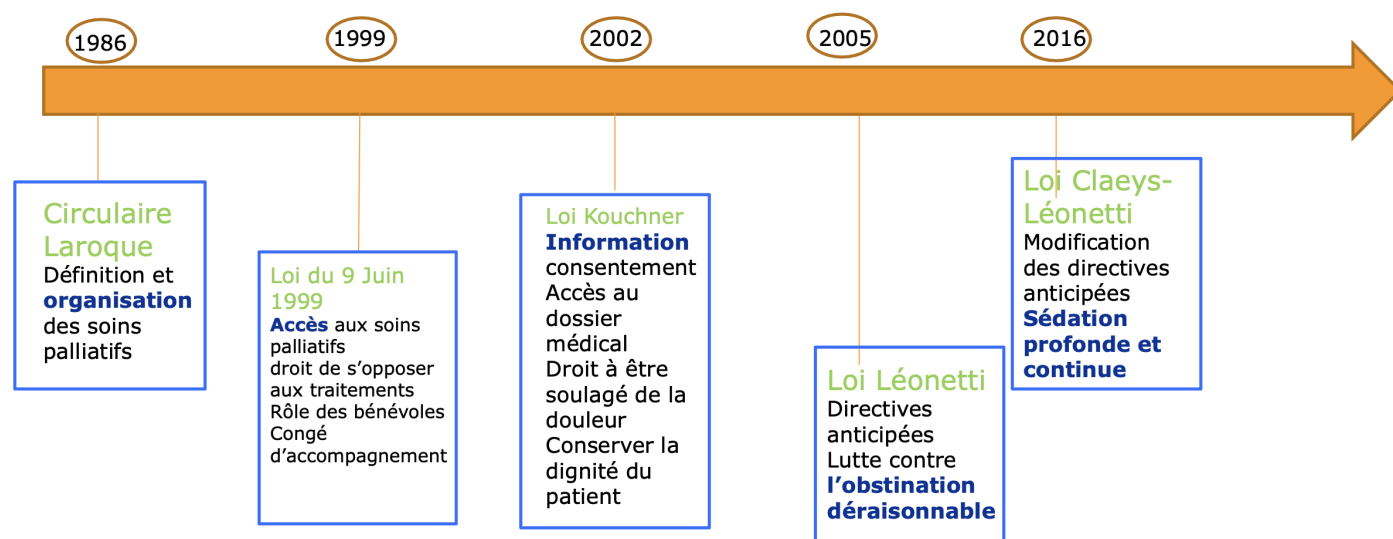 1986
1999
2002
2005
2016
Circulaire
Laroque
Définition et
organisation
des soins
palliatifs
Loi du 9 Juin
1999
Accès aux soins
palliatifs
droit de s’opposer
aux traitements
Rôle des bénévoles
Congé
d’accompagnement
Loi Kouchner
Information
consentement
Accès au
dossier
médical
Droit à être
soulagé de la
douleur
Conserver la
dignité du
patient
Loi Léonetti
Directives
anticipées
Lutte contre
l’obstination
déraisonnable
Loi Claeys-
Léonetti
Modification
des directives
anticipées
Sédation
profonde et
continue